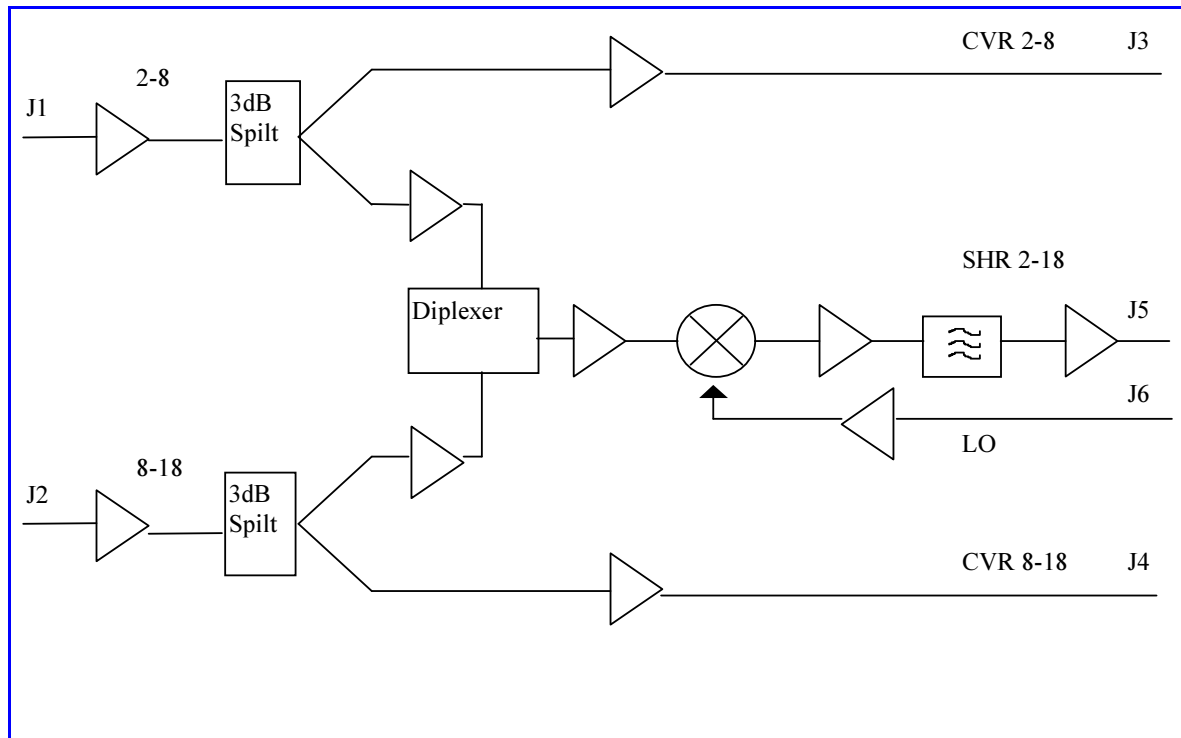 CVR 2-8
J3
2-8
J1
3dB
Spilt
SHR 2-18
Diplexer
J5
J6
LO
8-18
J2
3dB
Spilt
CVR 8-18
J4